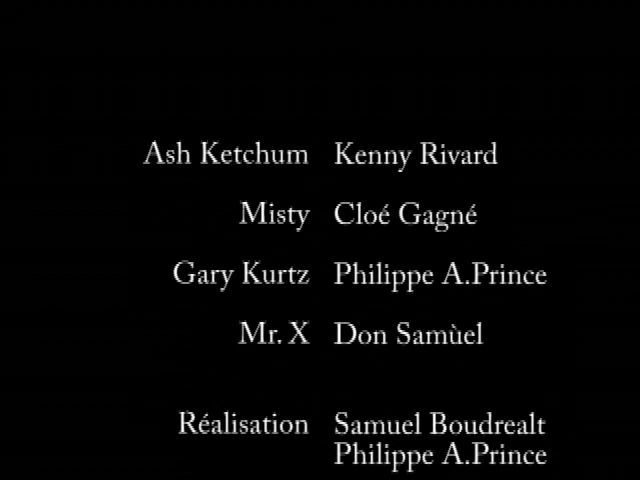 Ash Ketchum Kenny Rivard
Misty Cloé Gagné
Gary Kurtz Philippe A.Prince
Mr. X Don Samùel
Réalisation Samuel Boudrealt
Philippe A.Prince